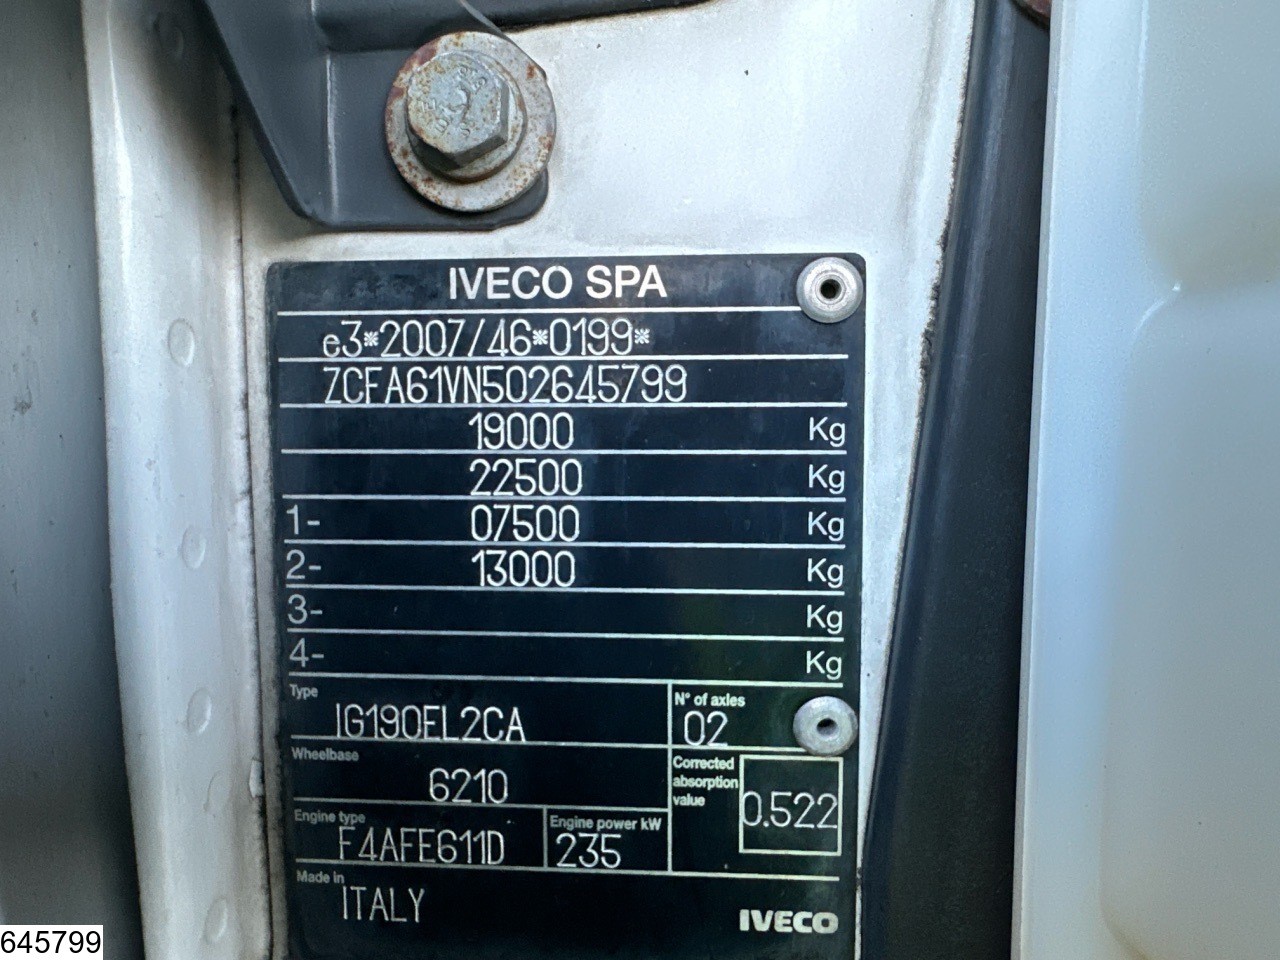 IVECO SPA
e3*2007/46*0199*
ZCFA61VN502645799
19000 Kg
22500 Kg
1- 07500 Kg
2- 13000 Kg
3- Kg
4- Kg
Type
IG190EL2CA
N° of axles
02
Wheelbase
6210
Corrected
absorption
value
0.522
Engine type
F4AFE611D
Engine power kW
235
Made in
ITALY
IVECO
645799